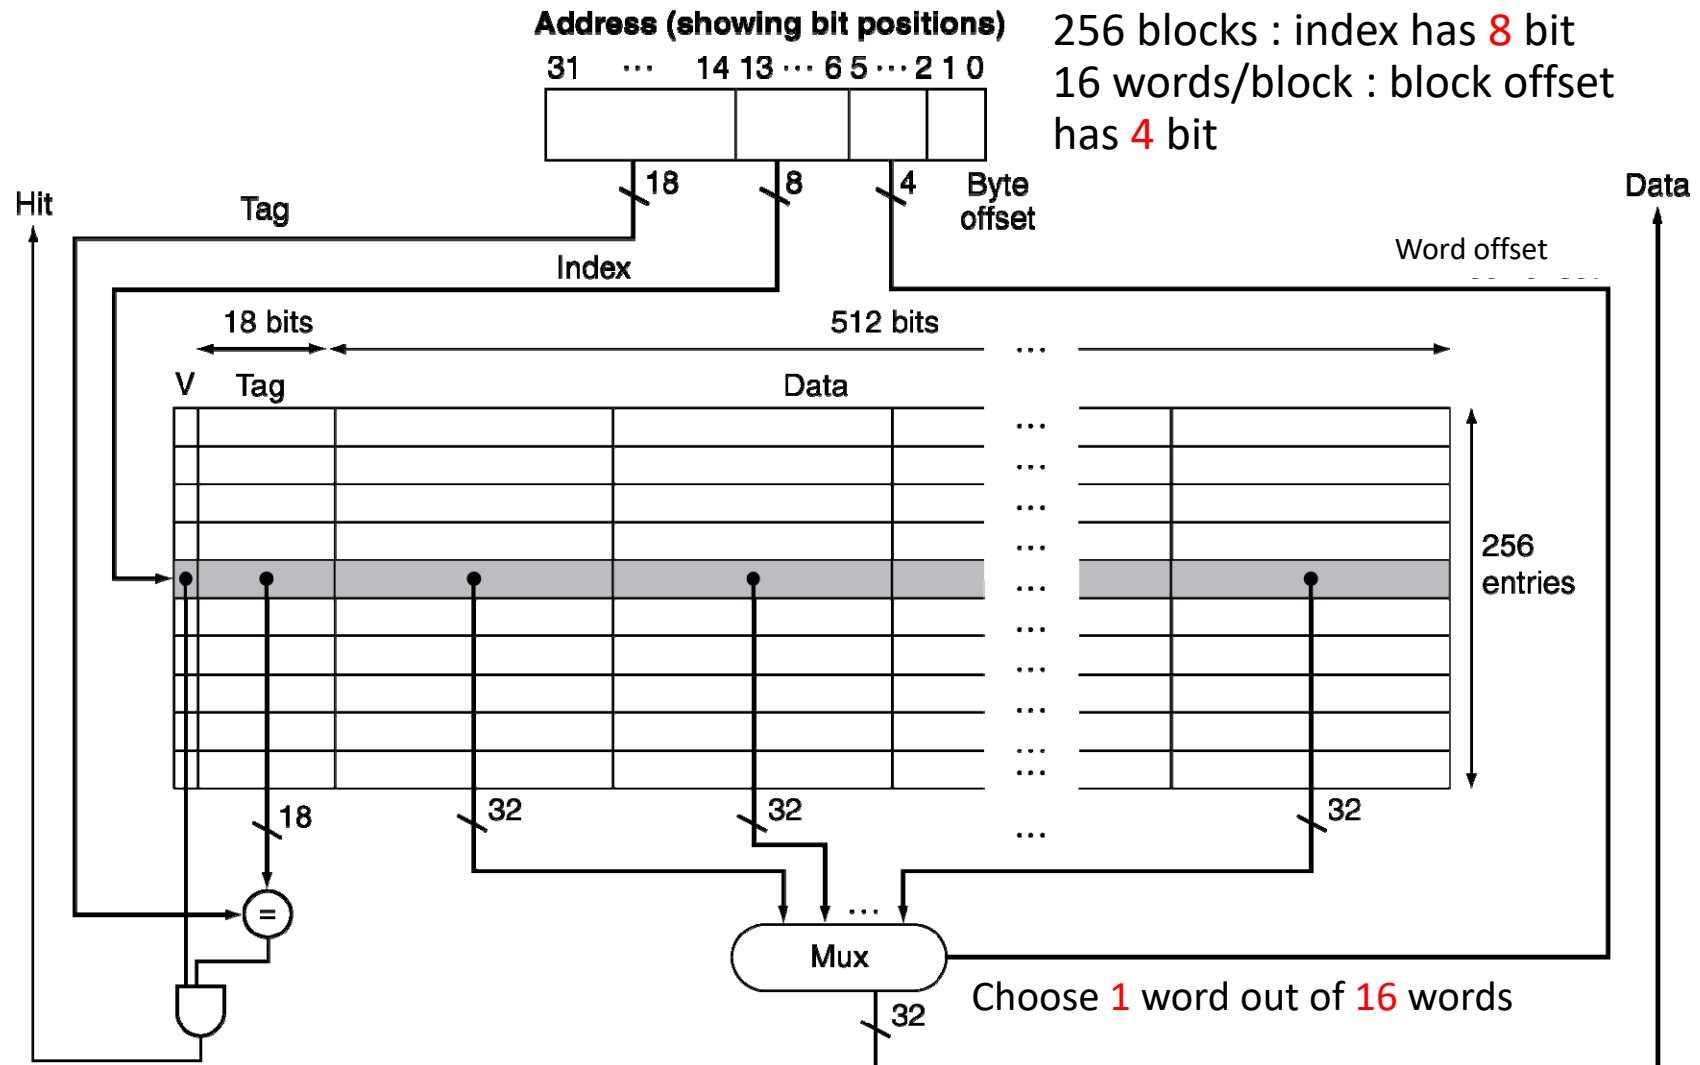 Address (showing bit positions)
256 blocks : index has 8 bit
31 ... 14 13 ... 6 5 ... 2 1 0
16 words/block : block offset
has 4 bit
18
8
4
Byte
offset
Hit
Tag
Data
Word offset
Index
18 bits
512 bits
...
V
Tag
Data
...
...
...
...
...
...
...
...
...
...
256
entries
18
32
32
...
32
=
...
Mux
Choose 1 word out of 16 words
32